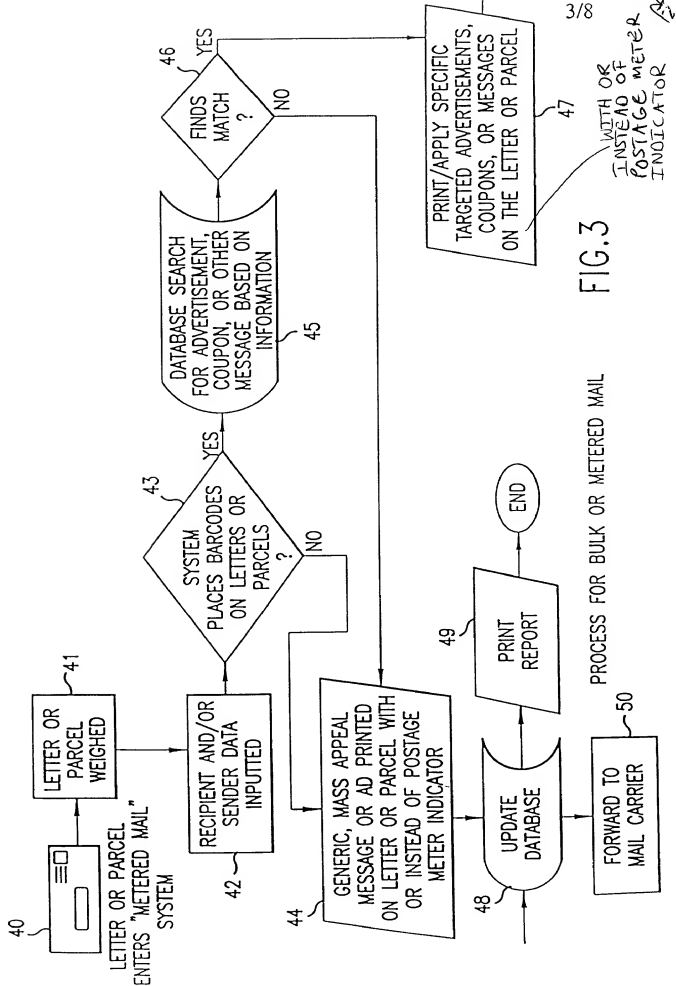 40
LETTER OR PARCEL
ENTERS "METERED MAIL"
SYSTEM
41
LETTER OR
PARCEL
WEIGHED
42
RECIPIENT AND/OR
SENDER DATA
INPUTTED
43
SYSTEM
PLACES BARCODES
ON LETTERS OR
PARCELS
?
YES
NO
45
DATABASE SEARCH
FOR ADVERTISEMENT,
COUPON, OR OTHER
MESSAGE BASED ON
INFORMATION
46
FINDS
MATCH
?
YES
NO
44
GENERIC, MASS APPEAL
MESSAGE OR AD PRINTED
ON LETTER OR PARCEL WITH
OR INSTEAD OF POSTAGE
METER INDICATOR
47
PRINT/APPLY SPECIFIC
TARGETED ADVERTISEMENTS,
COUPONS, OR MESSAGES
ON THE LETTER OR PARCEL
WITH OR
INSTEAD OF
POSTAGE METER
INDICATOR
3/8
48
UPDATE
DATABASE
49
PRINT
REPORT
END
50
FORWARD TO
MAIL CARRIER
PROCESS FOR BULK OR METERED MAIL
FIG.3